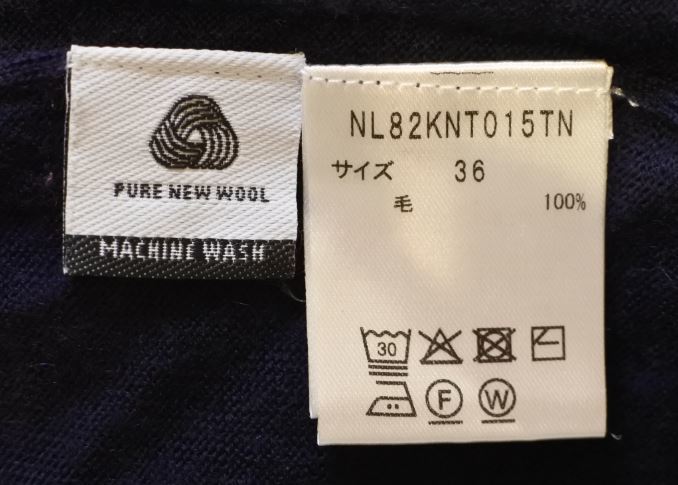 PURE NEW WOOL
MACHINE WASH
NL82KNT015TN
サイズ 36
毛 100%
30
F W